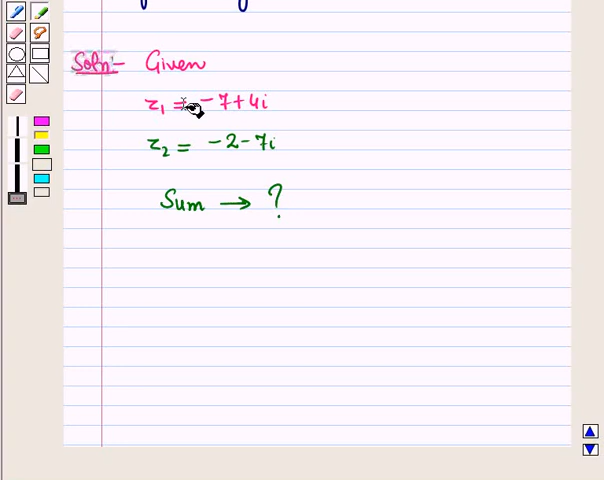 Soln:- Given
z₁ = -7+4i
z₂ = -2-7i
Sum → ?